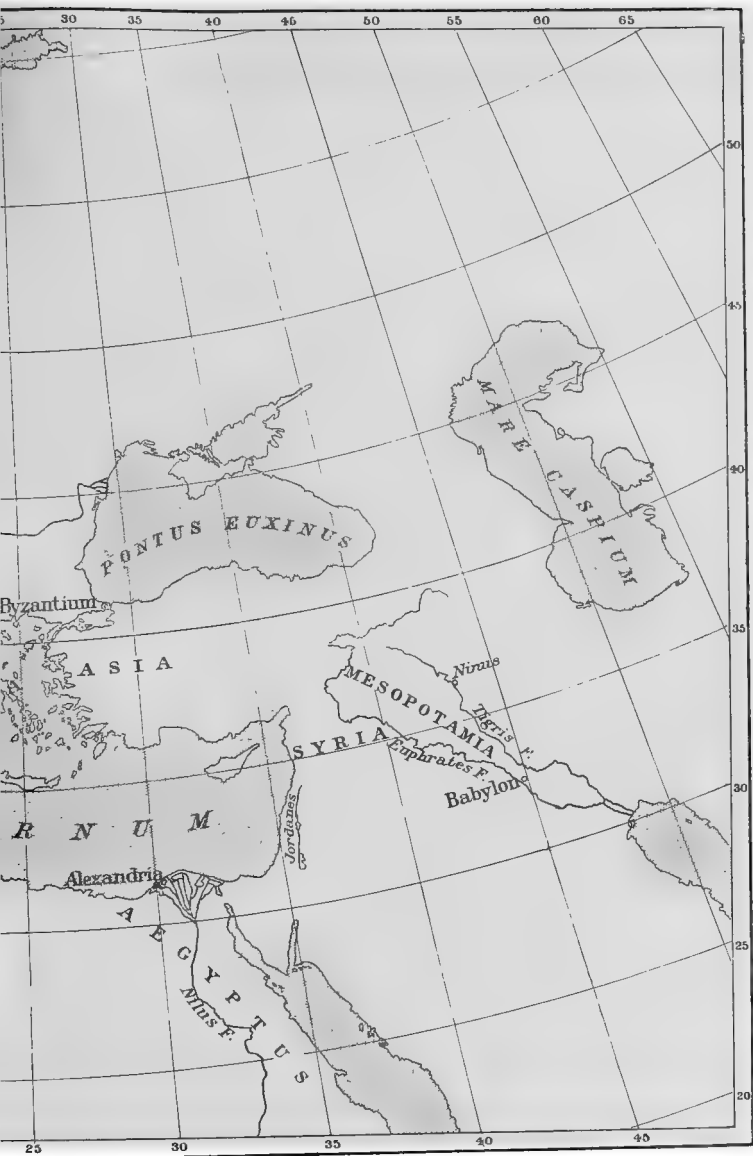 5 30 35 40 45 50 55 60 65
50
45
MARE CASPIUM
40
PONTUS EUXINUS
Byzantium
35
ASIA
Ninus
MESOPOTAMIA
Tigris F.
SYRIA
Euphrates F.
Babylon
30
RNUM
Jordanes
Alexandria
AEGYPTUS
25
Nilus F.
20
25 30 35 40 45